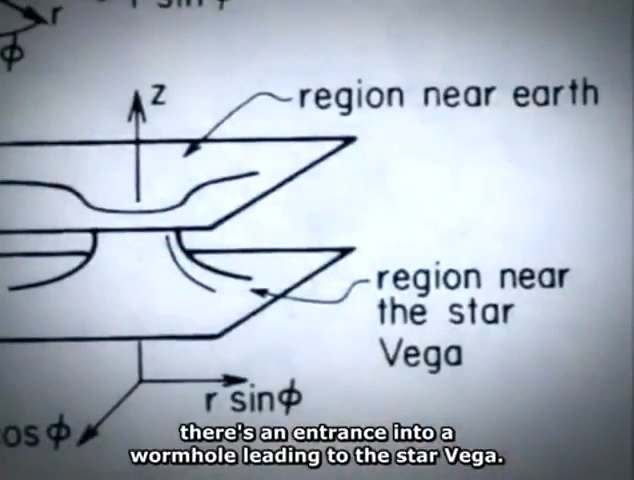 r
ϕ
z
region near earth
region near
the star
Vega
r sinϕ
os ϕ
there's an entrance into a
wormhole leading to the star Vega.